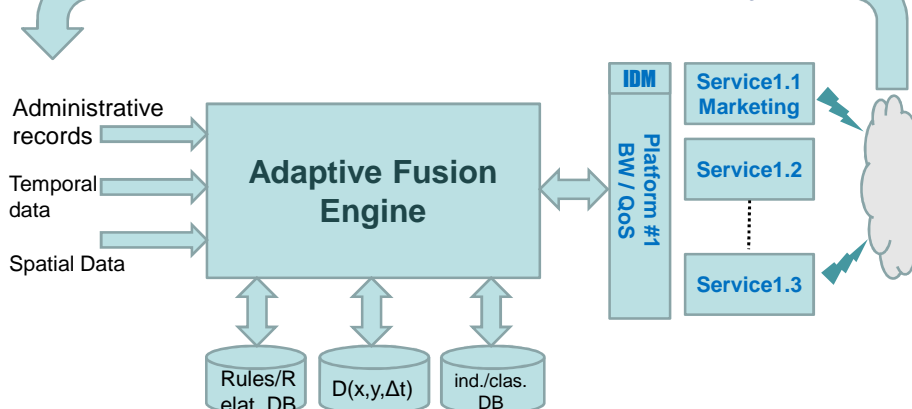 Administrative
records
Temporal
data
Spatial Data
Adaptive Fusion
Engine
IDM
Platform #1
BW / QoS
Service1.1
Marketing
Service1.2
Service1.3
Rules/R
elat. DB
D(x,y,Δt)
ind./clas.
DB